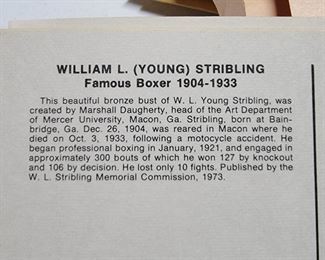 WILLIAM L. (YOUNG) STRIBLING
Famous Boxer 1904-1933
This beautiful bronze bust of W. L. Young Stribling, was
created by Marshall Daugherty, head of the Art Department
of Mercer University, Macon, Ga. Stribling, born at Bain-
bridge, Ga. Dec. 26, 1904, was reared in Macon where he
died on Oct. 3, 1933, following a motocycle accident. He
began professional boxing in January, 1921, and engaged in
approximately 300 bouts of which he won 127 by knockout
and 106 by decision. He lost only 10 fights. Published by the
W. L. Stribling Memorial Commission, 1973.